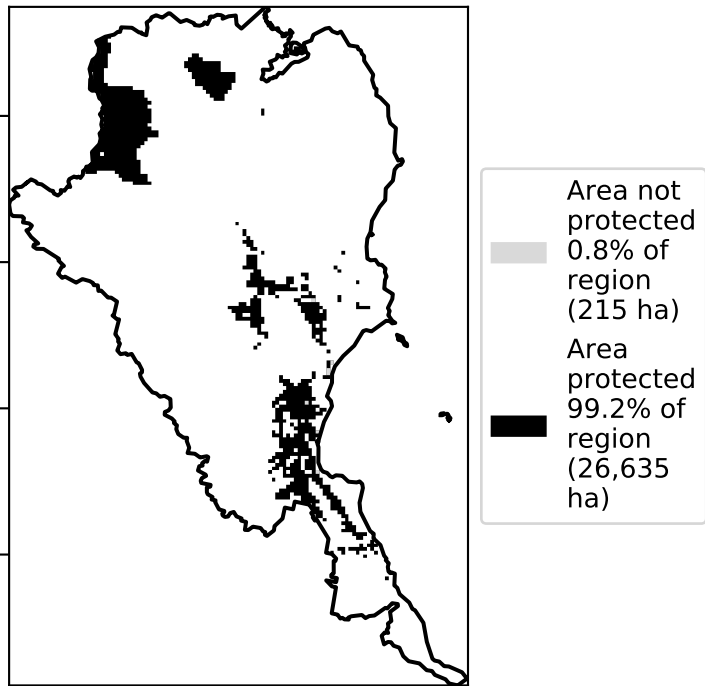 Area not
protected
0.8% of
region
(215 ha)
Area
protected
99.2% of
region
(26,635
ha)